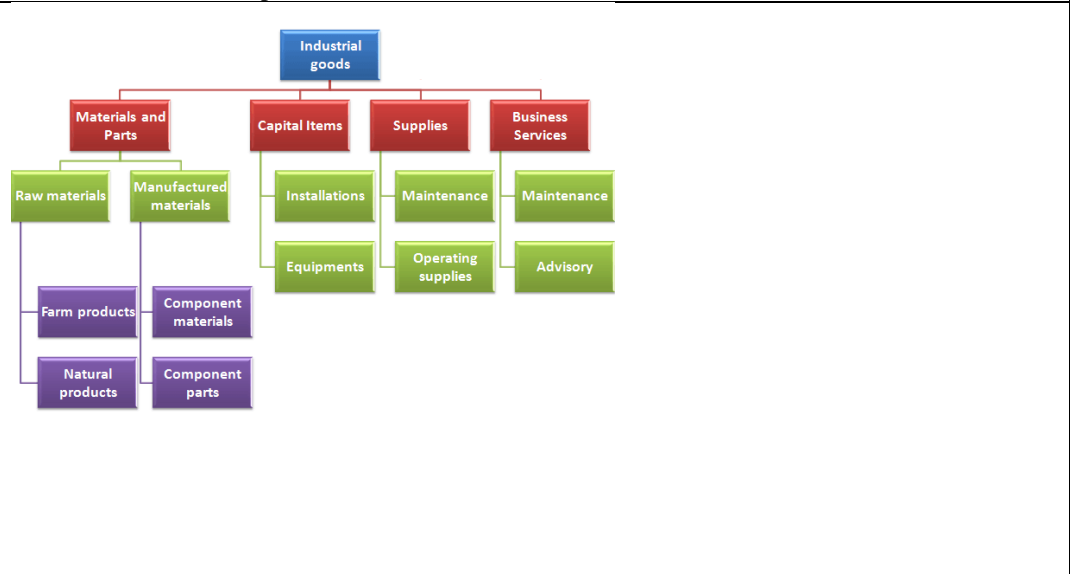 Industrial
goods
Materials and
Parts
Capital Items
Supplies
Business
Services
Raw materials
Manufactured
materials
Installations
Maintenance
Maintenance
Equipments
Operating
supplies
Advisory
Farm products
Component
materials
Natural
products
Component
parts